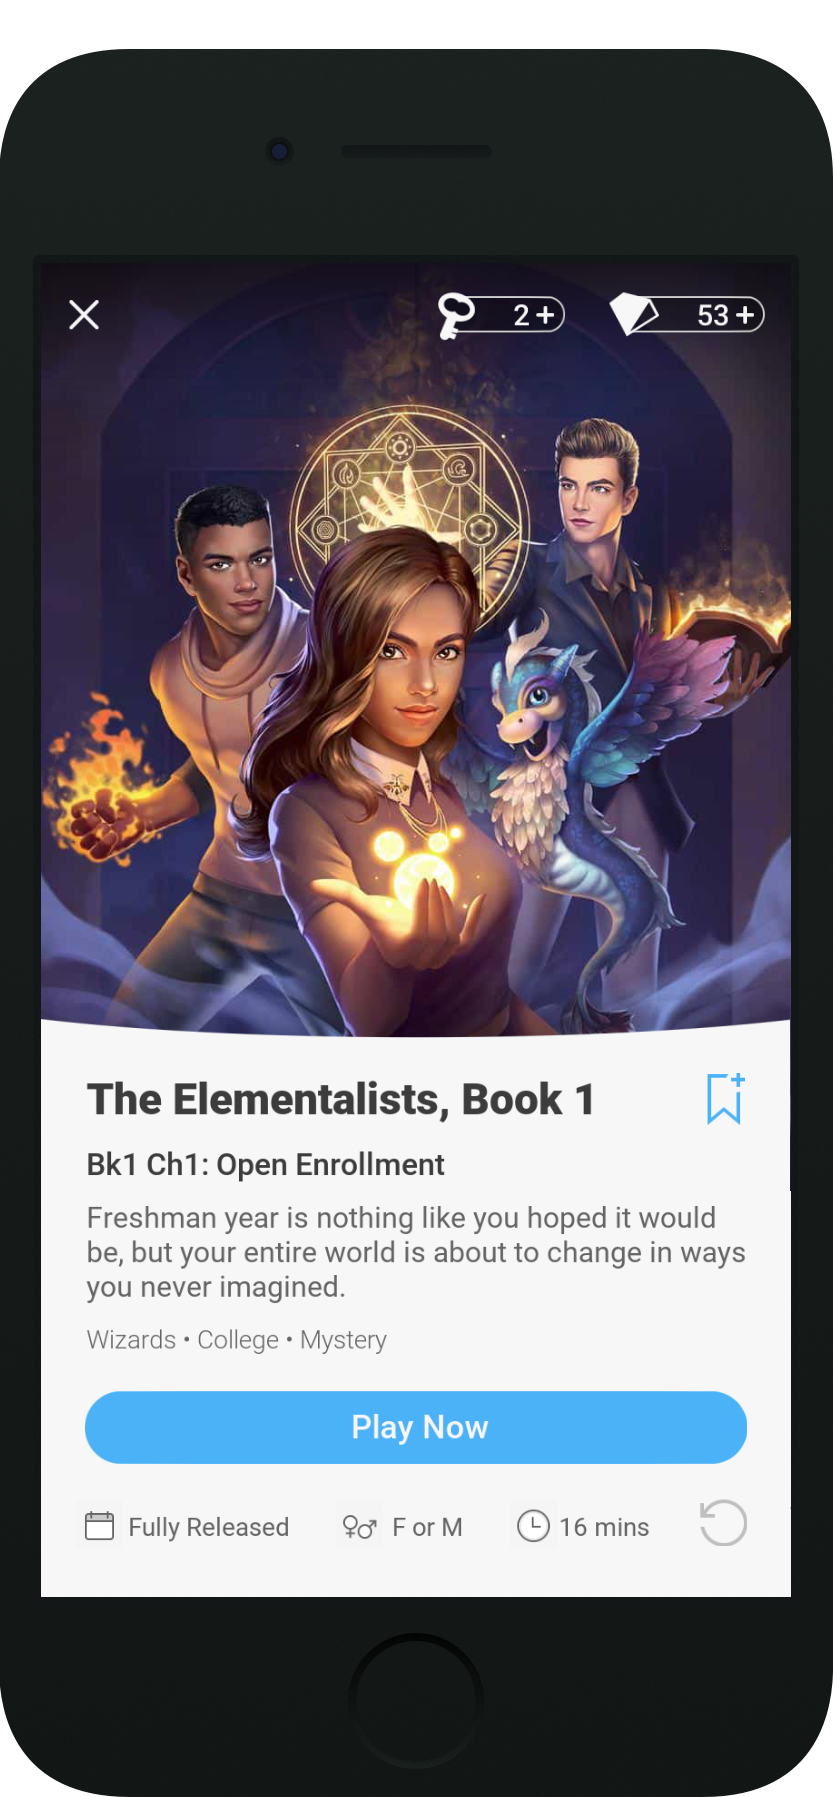 2 +
53 +
The Elementalists, Book 1
Bk1 Ch1: Open Enrollment
Freshman year is nothing like you hoped it would
be, but your entire world is about to change in ways
you never imagined.
Wizards • College • Mystery
Play Now
Fully Released
F or M
16 mins